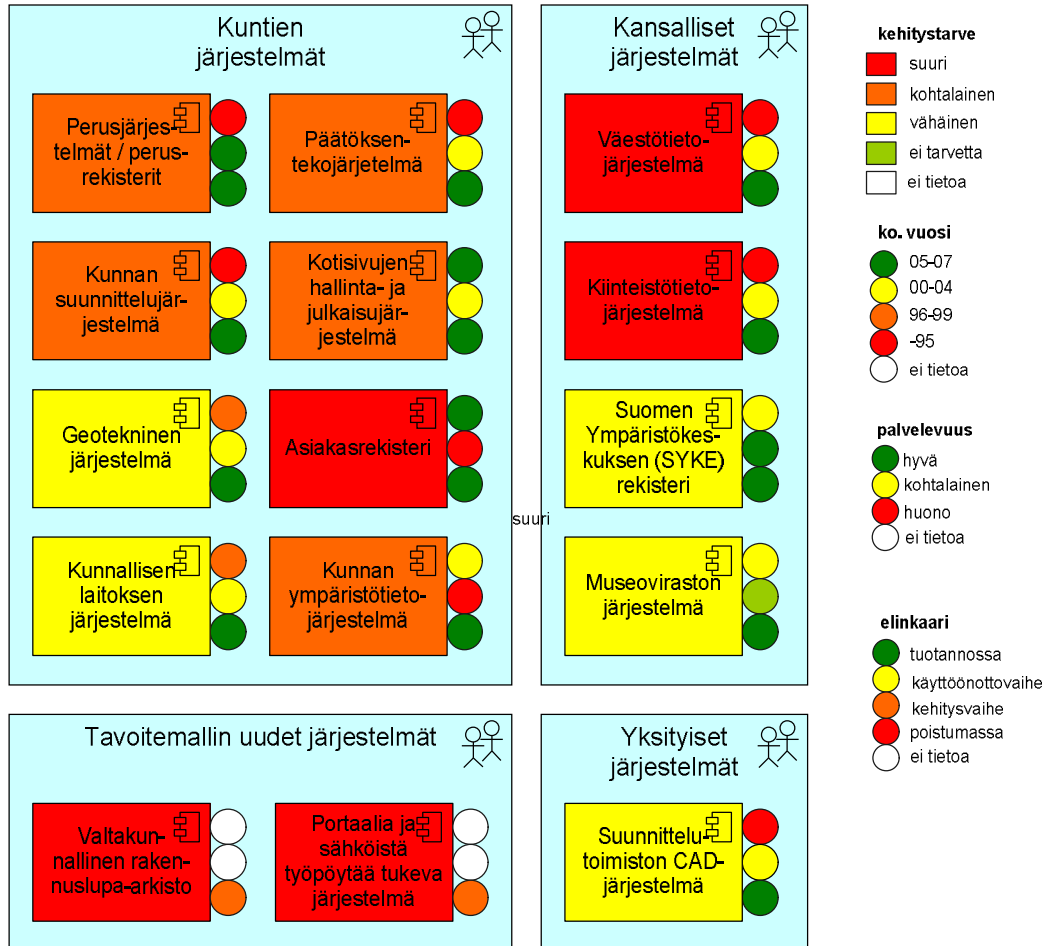 Kuntien
järjestelmät
Perusjärjes-
telmät / perus-
rekisterit
Päätöksen-
tekojärjetelmä
Kunnan
suunnittelujär-
jestelmä
Kotisivujen
hallinta- ja
julkaisujär-
jestelmä
Geotekninen
järjestelmä
Asiakasrekisteri
Kunnallisen
laitoksen
järjestelmä
Kunnan
ympäristötieto-
järjestelmä
suuri
Kansalliset
järjestelmät
Väestötieto-
järjestelmä
Kiinteistötieto-
järjestelmä
Suomen
Ympäristökes-
kuksen (SYKE)
rekisteri
Museoviraston
järjestelmä
Tavoitemallin uudet järjestelmät
Valtakun-
nallinen raken-
nuslupa-arkisto
Portaalia ja
sähköistä
työpöytää tukeva
järjestelmä
Yksityiset
järjestelmät
Suunnittelu-
toimiston CAD-
järjestelmä
kehitystarve
suuri
kohtalainen
vähäinen
ei tarvetta
ei tietoa
ko. vuosi
05-07
00-04
96-99
-95
ei tietoa
palvelevuus
hyvä
kohtalainen
huono
ei tietoa
elinkaari
tuotannossa
käyttöönottovaihe
kehitysvaihe
poistumassa
ei tietoa